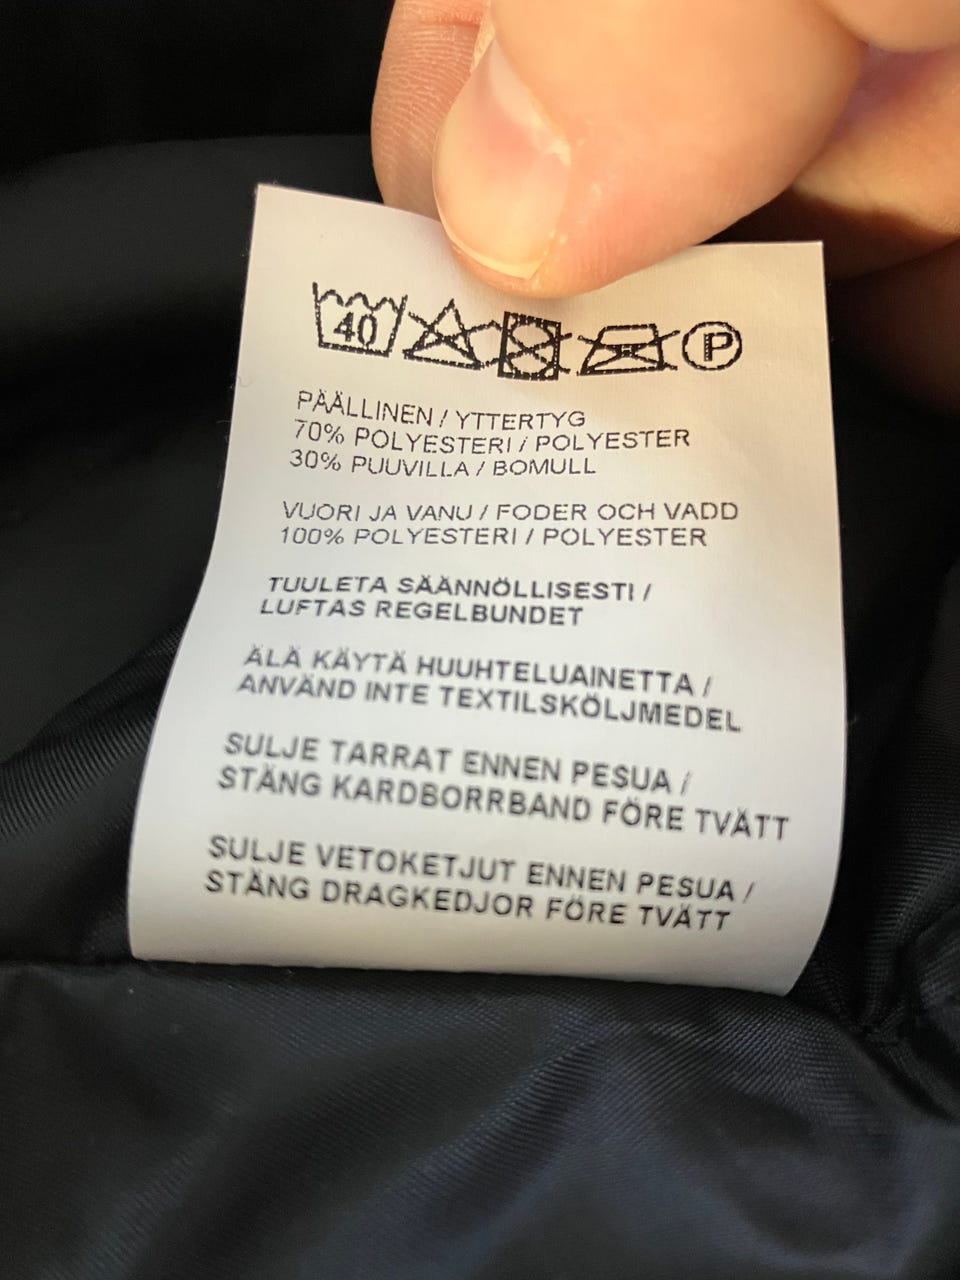 40 P
PÄÄLLINEN / YTTERTYG
70% POLYESTERI / POLYESTER
30% PUUVILLA / BOMULL
VUORI JA VANU / FODER OCH VADD
100% POLYESTERI / POLYESTER
TUULETA SÄÄNNÖLLISESTI /
LUFTAS REGELBUNDET
ÄLÄ KÄYTÄ HUUHTELUAINETTA /
ANVÄND INTE TEXTILSKÖLJMEDEL
SULJE TARRAT ENNEN PESUA /
STÄNG KARDBORRBAND FÖRE TVÄTT
SULJE VETOKETJUT ENNEN PESUA /
STÄNG DRAGKEDJOR FÖRE TVÄTT